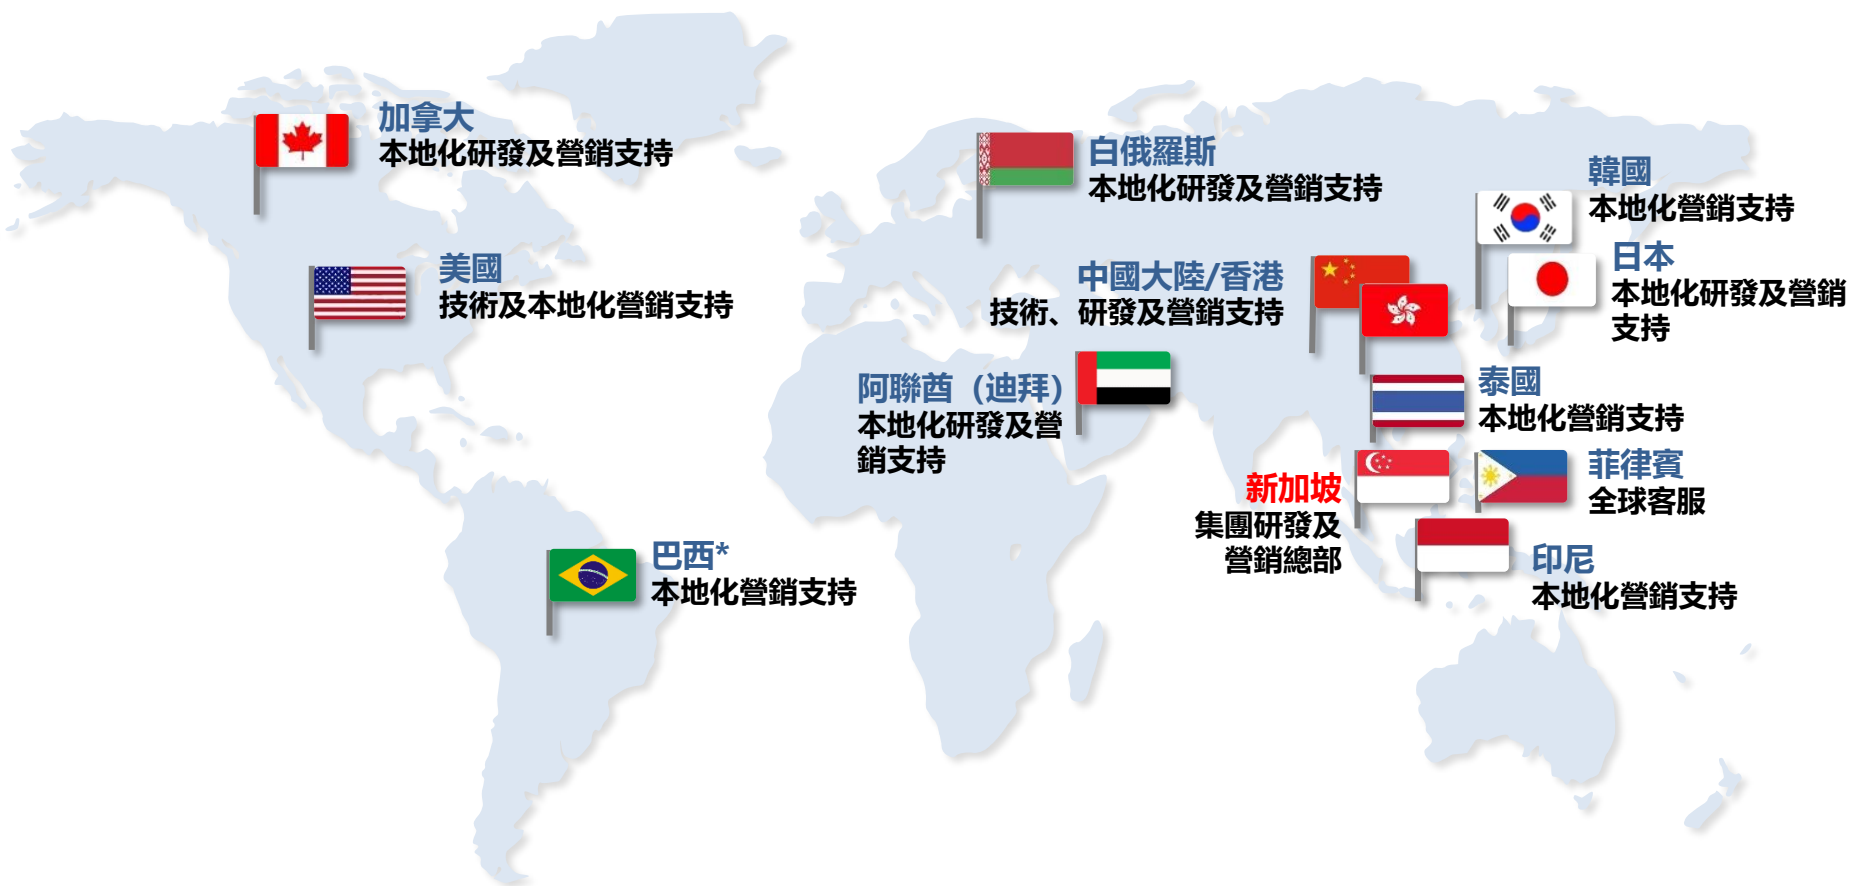 加拿大
本地化研發及營銷支持
白俄羅斯
本地化研發及營銷支持
韓國
本地化營銷支持
美國
技術及本地化營銷支持
中國大陸/香港
技術、研發及營銷支持
日本
本地化研發及營銷
支持
阿聯酋（迪拜）
本地化研發及營
銷支持
泰國
本地化營銷支持
新加坡
集團研發及
營銷總部
菲律賓
全球客服
巴西*
本地化營銷支持
印尼
本地化營銷支持